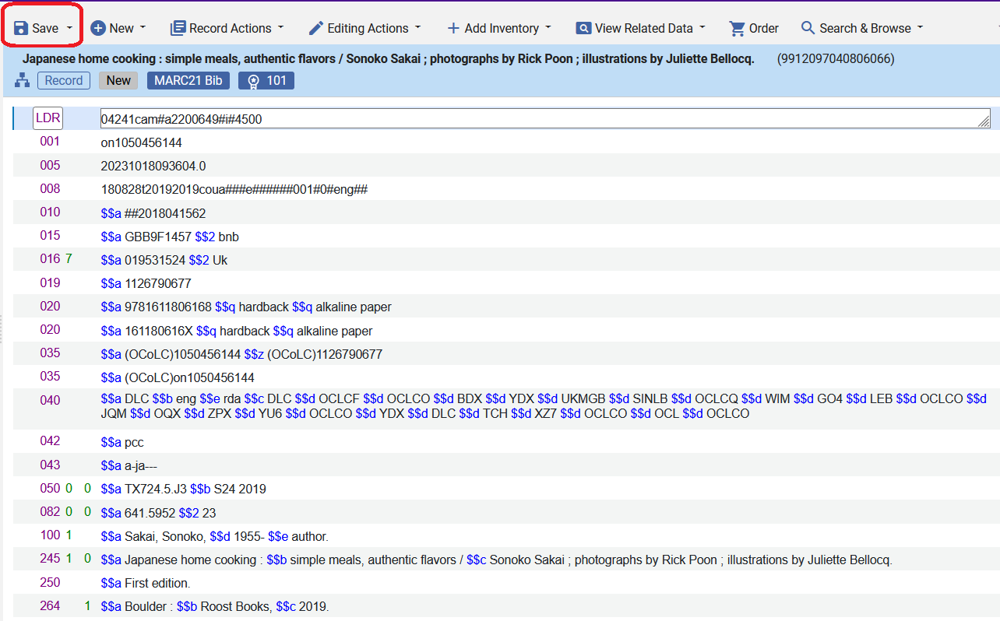 Save New Record Actions Editing Actions Add Inventory View Related Data Order Search & Browse
Japanese home cooking : simple meals, authentic flavors / Sonoko Sakai ; photographs by Rick Poon ; illustrations by Juliette Bellocq. (9912097040806066)
Record New MARC21 Bib 101
LDR 04241cam#a2200649#i#4500
001 on1050456144
005 20231018093604.0
008 180828t20192019coua###e######001#0#eng##
010 $$a ##2018041562
015 $$a GBB9F1457 $$2 bnb
016 7 $$a 019531524 $$2 Uk
019 $$a 1126790677
020 $$a 9781611806168 $$q hardback $$q alkaline paper
020 $$a 161180616X $$q hardback $$q alkaline paper
035 $$a (OCoLC)1050456144 $$z (OCoLC)1126790677
035 $$a (OCoLC)on1050456144
040 $$a DLC $$b eng $$e rda $$c DLC $$d OCLCF $$d OCLCO $$d BDX $$d YDX $$d UKMGB $$d SINLB $$d OCLCQ $$d WIM $$d GO4 $$d LEB $$d OCLCO $$d
JQM $$d OQX $$d ZPX $$d YU6 $$d OCLCO $$d YDX $$d DLC $$d TCH $$d XZ7 $$d OCLCO $$d OCL $$d OCLCO
042 $$a pcc
043 $$a a-ja---
050 0 0 $$a TX724.5.J3 $$b S24 2019
082 0 0 $$a 641.5952 $$2 23
100 1 $$a Sakai, Sonoko, $$d 1955- $$e author.
245 1 0 $$a Japanese home cooking : $$b simple meals, authentic flavors / $$c Sonoko Sakai ; photographs by Rick Poon ; illustrations by Juliette Bellocq.
250 $$a First edition.
264 1 $$a Boulder : $$b Roost Books, $$c 2019.